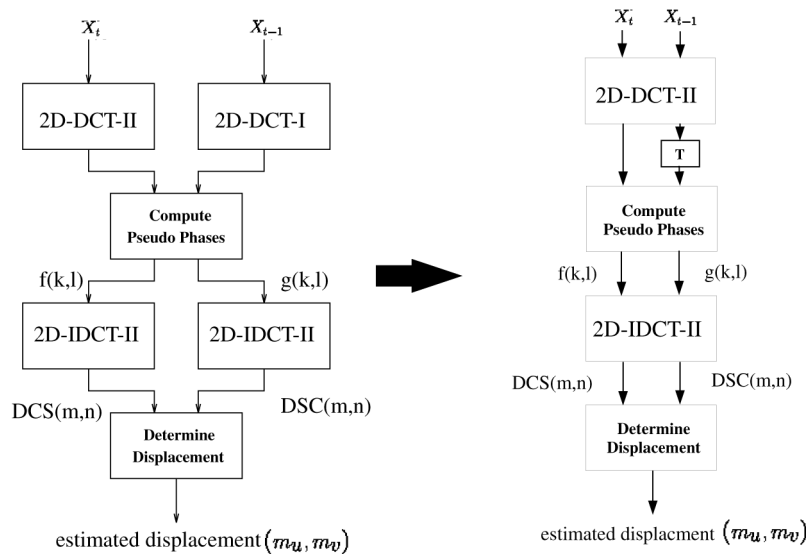 X_t
X_{t-1}
2D-DCT-II
2D-DCT-I
Compute
Pseudo Phases
f(k,l)
g(k,l)
2D-IDCT-II
2D-IDCT-II
DCS(m,n)
DSC(m,n)
Determine
Displacement
estimated displacement (m_u, m_v)
X_t
X_{t-1}
2D-DCT-II
T
Compute
Pseudo Phases
f(k,l)
g(k,l)
2D-IDCT-II
DCS(m,n)
DSC(m,n)
Determine
Displacement
estimated displacment (m_u, m_v)